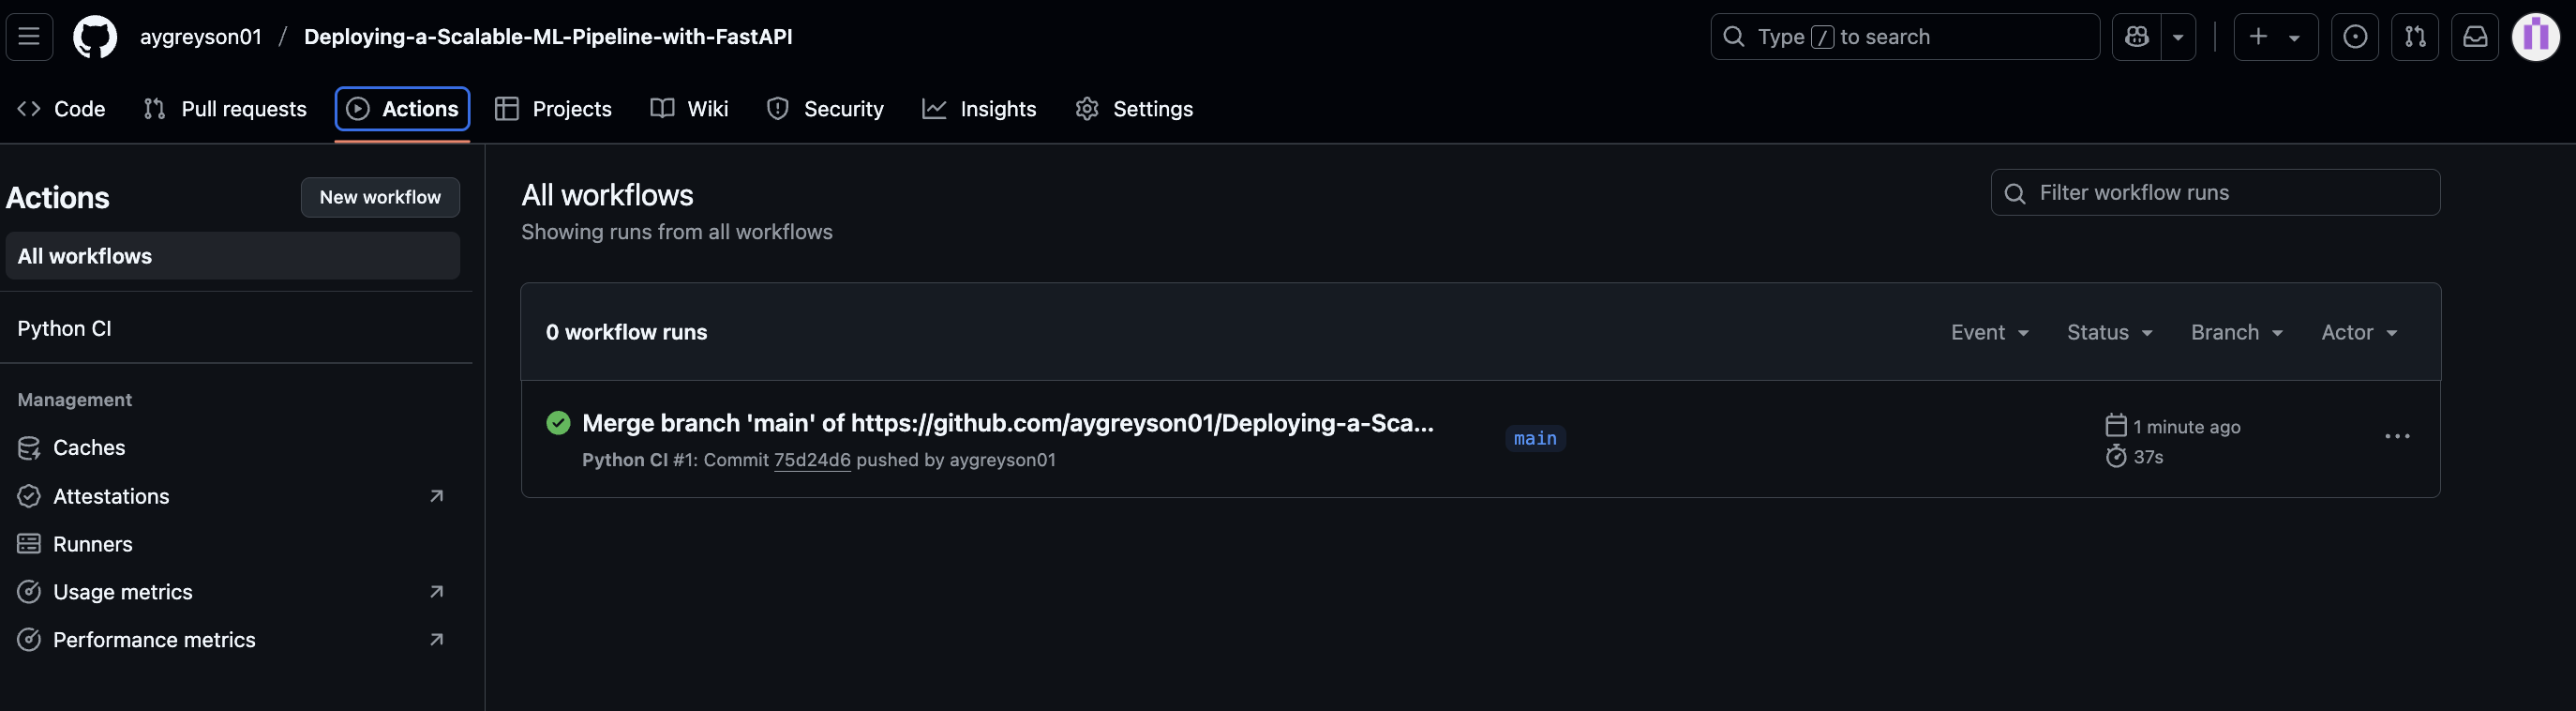 aygreyson01 / Deploying-a-Scalable-ML-Pipeline-with-FastAPI
Type / to search
Code
Pull requests
Actions
Projects
Wiki
Security
Insights
Settings
Actions
New workflow
All workflows
Python CI
Management
Caches
Attestations
Runners
Usage metrics
Performance metrics
All workflows
Showing runs from all workflows
Filter workflow runs
0 workflow runs
Event
Status
Branch
Actor
Merge branch 'main' of https://github.com/aygreyson01/Deploying-a-Sca...
Python CI #1: Commit 75d24d6 pushed by aygreyson01
main
1 minute ago
37s